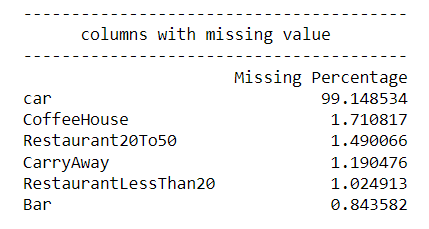 ----------------------------------------
columns with missing value
----------------------------------------
Missing Percentage
car 99.148534
CoffeeHouse 1.710817
Restaurant20To50 1.490066
CarryAway 1.190476
RestaurantLessThan20 1.024913
Bar 0.843582